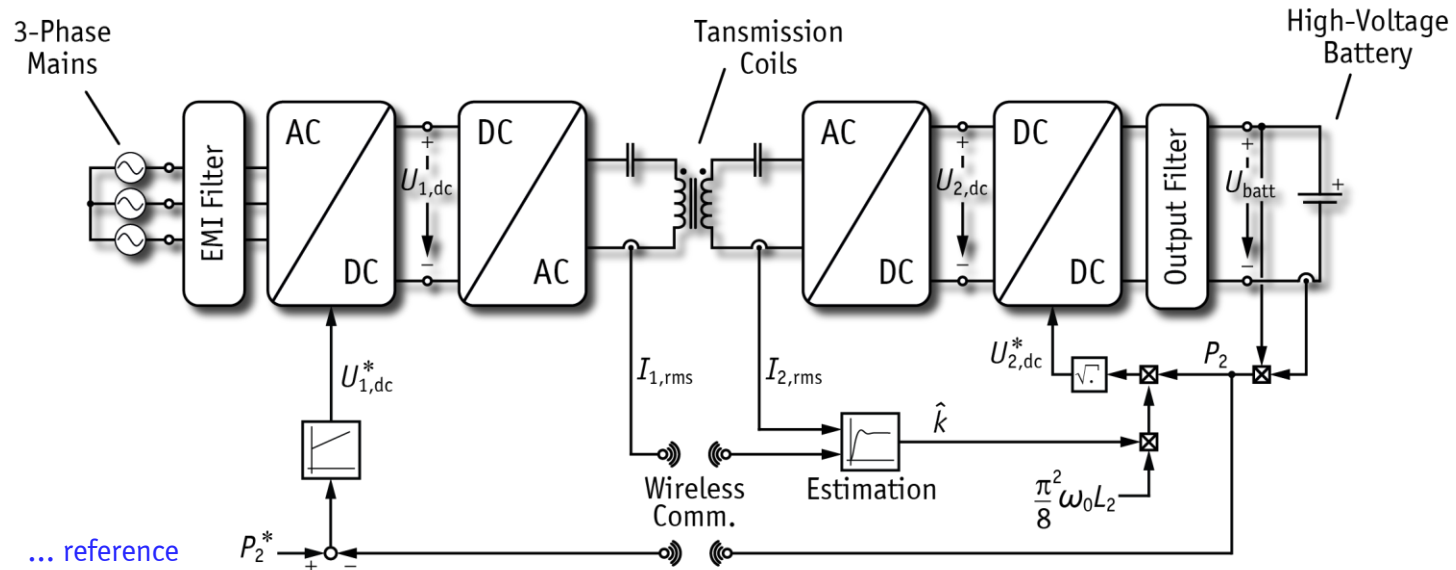 3-Phase
Mains
Tansmission
Coils
High-Voltage
Battery
EMI Filter
AC
DC
+
U1,dc
−
DC
AC
AC
DC
+
U2,dc
−
DC
DC
Output Filter
+
Ubatt
−
+
U*1,dc
I1,rms
I2,rms
U*2,dc
√.
P2
k̂
Wireless
Comm.
Estimation
π²/8 ω0L2
... reference
P2*
+
−